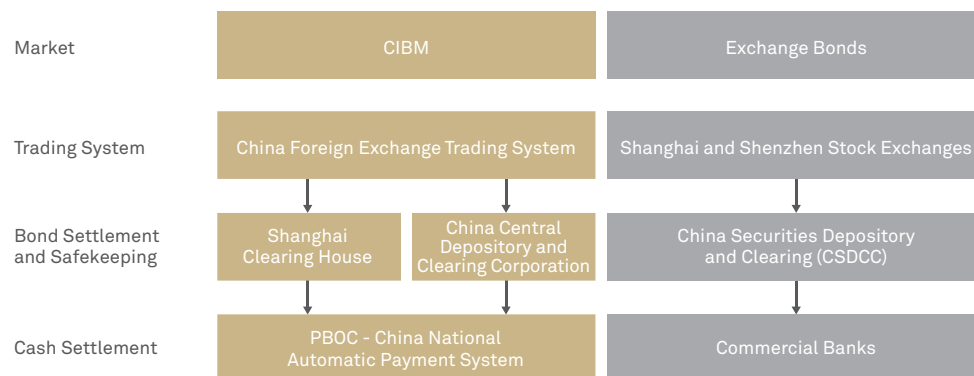 Market
CIBM
Exchange Bonds
Trading System
China Foreign Exchange Trading System
Shanghai and Shenzhen Stock Exchanges
Bond Settlement
and Safekeeping
Shanghai
Clearing House
China Central
Depository and
Clearing Corporation
China Securities Depository
and Clearing (CSDCC)
Cash Settlement
PBOC - China National
Automatic Payment System
Commercial Banks